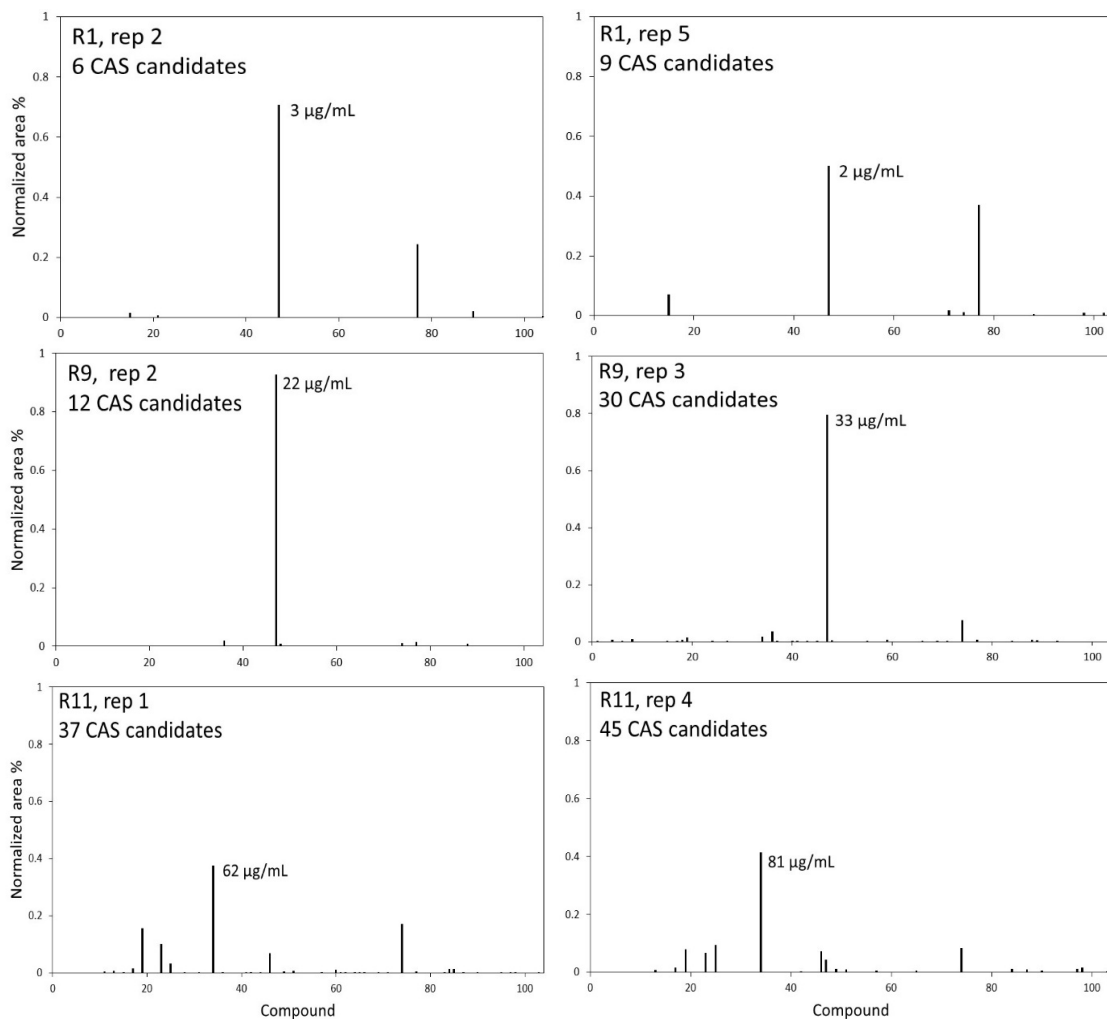 R1, rep 2
6 CAS candidates
3 µg/mL
Normalized area %
1
0.8
0.6
0.4
0.2
0
0 20 40 60 80 100
R1, rep 5
9 CAS candidates
2 µg/mL
1
0.8
0.6
0.4
0.2
0
0 20 40 60 80 100
R9, rep 2
12 CAS candidates
22 µg/mL
Normalized area %
1
0.8
0.6
0.4
0.2
0
0 20 40 60 80 100
R9, rep 3
30 CAS candidates
33 µg/mL
1
0.8
0.6
0.4
0.2
0
0 20 40 60 80 100
R11, rep 1
37 CAS candidates
62 µg/mL
Normalized area %
1
0.8
0.6
0.4
0.2
0
0 20 40 60 80 100
Compound
R11, rep 4
45 CAS candidates
81 µg/mL
1
0.8
0.6
0.4
0.2
0
0 20 40 60 80 100
Compound